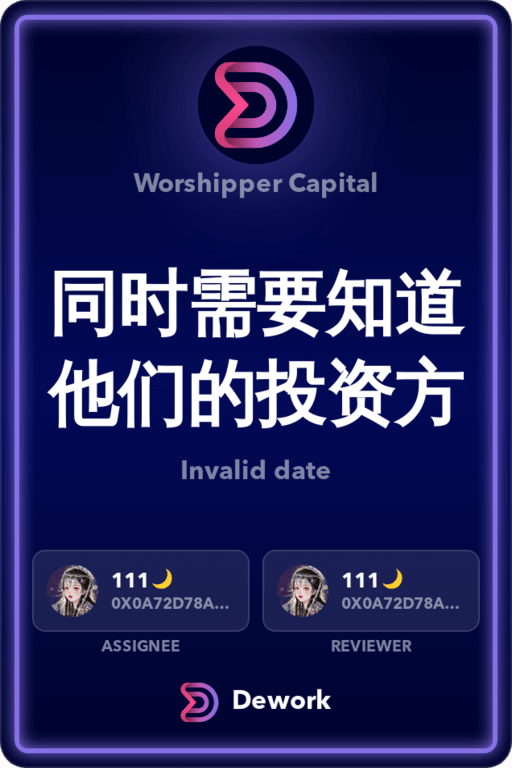 Worshipper Capital
同时需要知道
他们的投资方
Invalid date
111🌙
0X0A72D78A...
ASSIGNEE
111🌙
0X0A72D78A...
REVIEWER
Dework